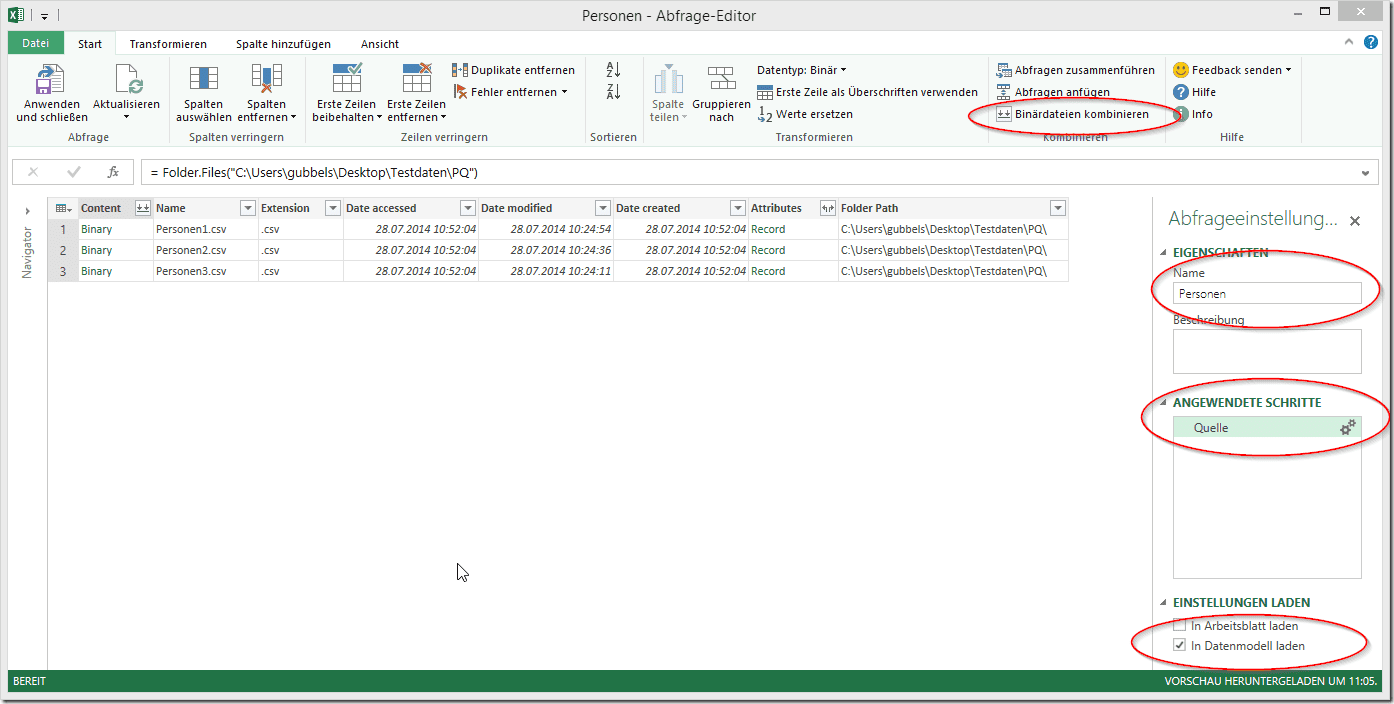 Personen - Abfrage-Editor
Datei Start Transformieren Spalte hinzufügen Ansicht
Anwenden und schließen
Aktualisieren
Abfrage
Spalten auswählen
Spalten entfernen
Spalten verringern
Erste Zeilen beibehalten
Erste Zeilen entfernen
Duplikate entfernen
Fehler entfernen
Zeilen verringern
A Z
Z A
Sortieren
Spalte teilen
Gruppieren nach
Datentyp: Binär
Erste Zeile als Überschriften verwenden
1 2 Werte ersetzen
Transformieren
Abfragen zusammenführen
Abfragen anfügen
Binärdateien kombinieren
Kombinieren
Feedback senden
Hilfe
Info
Hilfe
fx = Folder.Files("C:\Users\gubbels\Desktop\Testdaten\PQ")
Navigator
Content Name Extension Date accessed Date modified Date created Attributes Folder Path
1 Binary Personen1.csv .csv 28.07.2014 10:52:04 28.07.2014 10:24:54 28.07.2014 10:52:04 Record C:\Users\gubbels\Desktop\Testdaten\PQ\
2 Binary Personen2.csv .csv 28.07.2014 10:52:04 28.07.2014 10:24:36 28.07.2014 10:52:04 Record C:\Users\gubbels\Desktop\Testdaten\PQ\
3 Binary Personen3.csv .csv 28.07.2014 10:52:04 28.07.2014 10:24:11 28.07.2014 10:52:04 Record C:\Users\gubbels\Desktop\Testdaten\PQ\
Abfrageeinstellung...
EIGENSCHAFTEN
Name
Personen
Beschreibung
ANGEWENDETE SCHRITTE
Quelle
EINSTELLUNGEN LADEN
In Arbeitsblatt laden
In Datenmodell laden
BEREIT
VORSCHAU HERUNTERGELADEN UM 11:05.